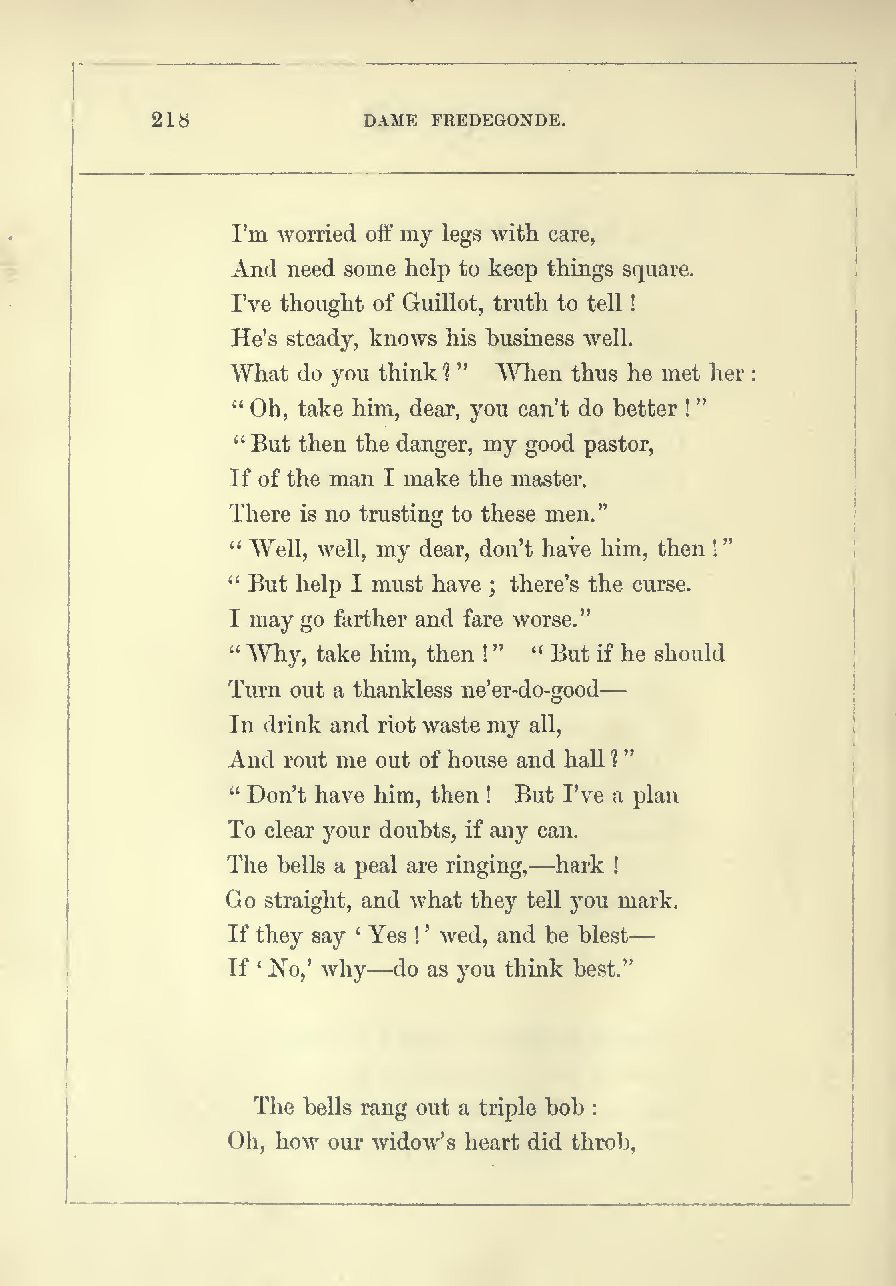 218 DAME FREDEGONDE.
I'm worried off my legs with care,
And need some help to keep things square.
I've thought of Guillot, truth to tell !
He's steady, knows his business well.
What do you think ? " When thus he met her :
" Oh, take him, dear, you can't do better ! "
" But then the danger, my good pastor,
If of the man I make the master.
There is no trusting to these men."
" Well, well, my dear, don't have him, then ! "
" But help I must have ; there's the curse.
I may go farther and fare worse."
" Why, take him, then ! " " But if he should
Turn out a thankless ne'er-do-good—
In drink and riot waste my all,
And rout me out of house and hall ? "
" Don't have him, then ! But I've a plan
To clear your doubts, if any can.
The bells a peal are ringing,—hark !
Go straight, and what they tell you mark.
If they say ' Yes ! ' wed, and be blest—
If ' No,' why—do as you think best."
The bells rang out a triple bob :
Oh, how our widow's heart did throb,